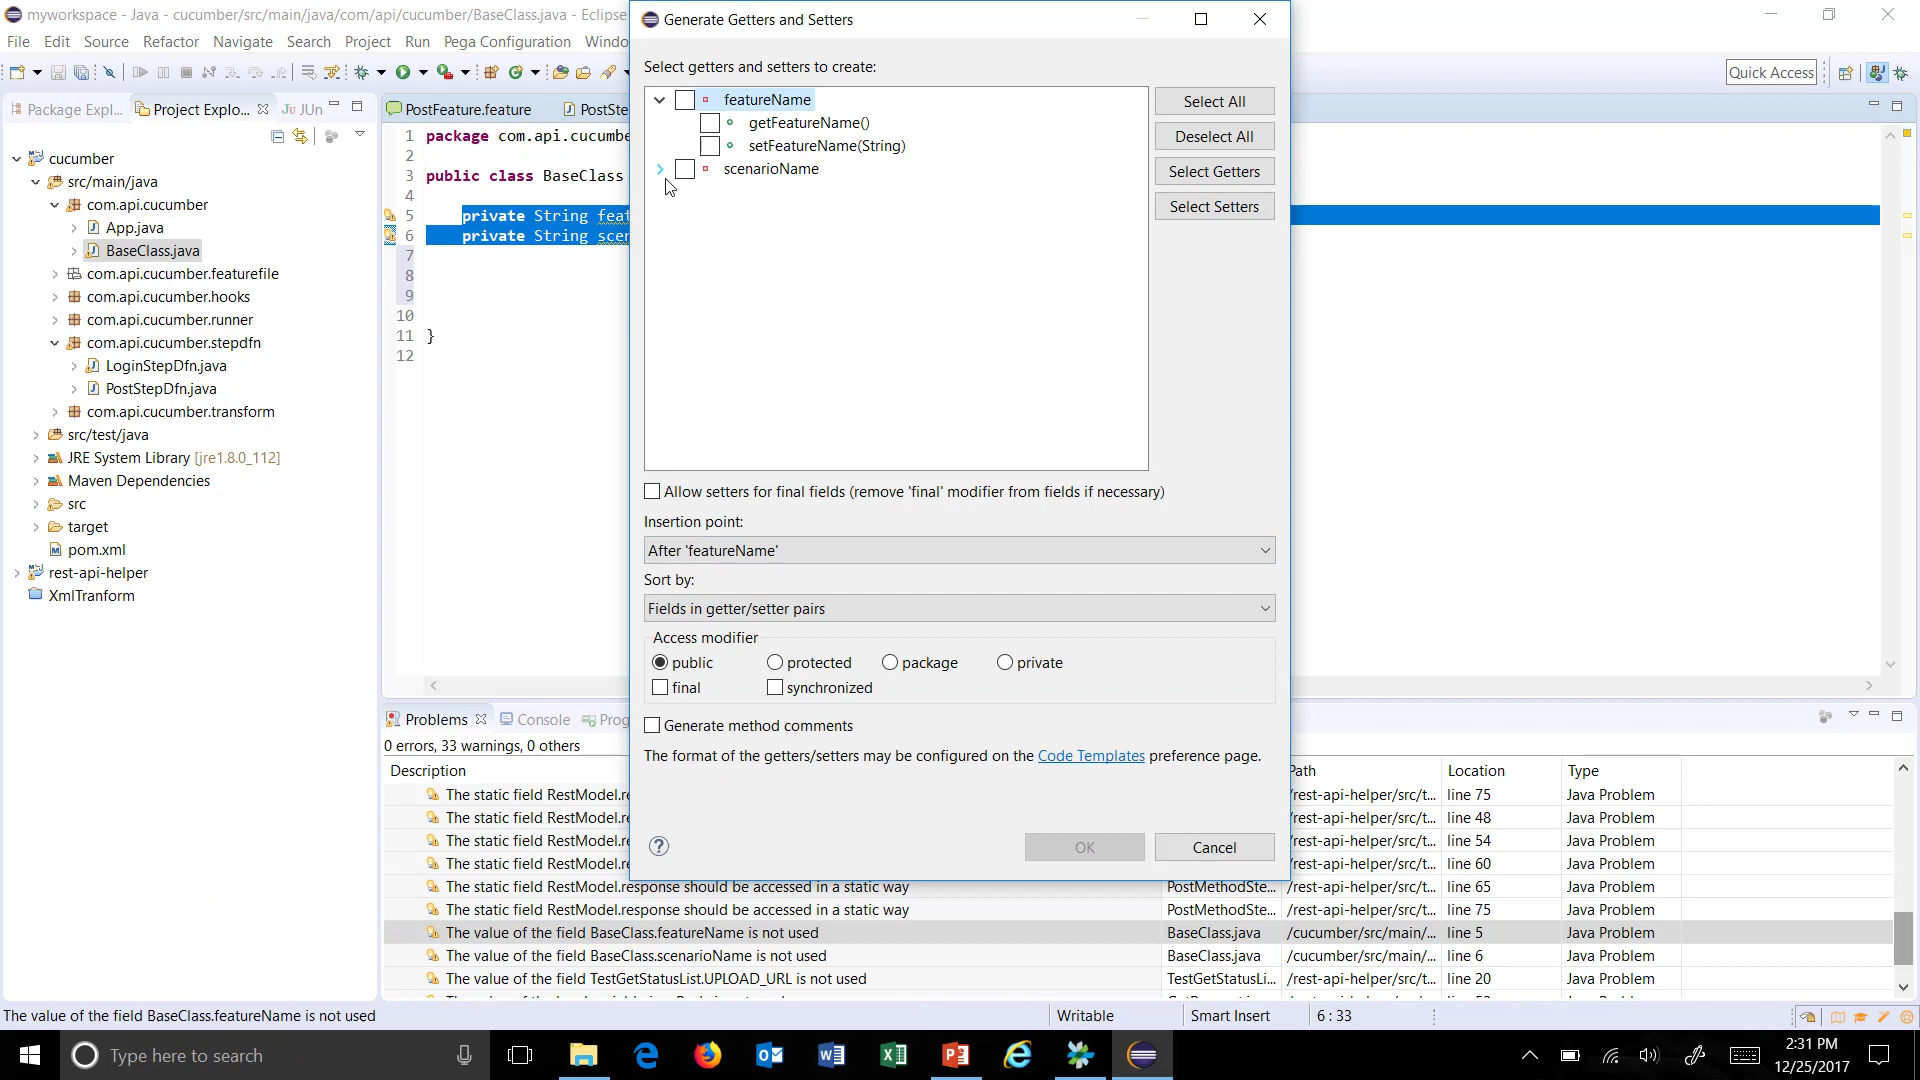 myworkspace - Java - cucumber/src/main/java/com/api/cucumber/BaseClass.java - Eclipse
File Edit Source Refactor Navigate Search Project Run Pega Configuration Windo
Quick Access
Package Expl... Project Explo... JUn
PostFeature.feature PostSte
cucumber
src/main/java
com.api.cucumber
App.java
BaseClass.java
com.api.cucumber.featurefile
com.api.cucumber.hooks
com.api.cucumber.runner
com.api.cucumber.stepdfn
LoginStepDfn.java
PostStepDfn.java
com.api.cucumber.transform
src/test/java
JRE System Library [jre1.8.0_112]
Maven Dependencies
src
target
pom.xml
rest-api-helper
XmlTranform
1 package com.api.cucumbe
2
3 public class BaseClass
4
5 private String feat
6 private String scen
7
8
9
10
11 }
12
Generate Getters and Setters
Select getters and setters to create:
featureName
getFeatureName()
setFeatureName(String)
scenarioName
Select All
Deselect All
Select Getters
Select Setters
Allow setters for final fields (remove 'final' modifier from fields if necessary)
Insertion point:
After 'featureName'
Sort by:
Fields in getter/setter pairs
Access modifier
public protected package private
final synchronized
Generate method comments
The format of the getters/setters may be configured on the Code Templates preference page.
OK Cancel
Problems Console Prog
0 errors, 33 warnings, 0 others
Description Path Location Type
The static field RestModel.re /rest-api-helper/src/t... line 75 Java Problem
The static field RestModel.re /rest-api-helper/src/t... line 48 Java Problem
The static field RestModel.re /rest-api-helper/src/t... line 54 Java Problem
The static field RestModel.re /rest-api-helper/src/t... line 60 Java Problem
The static field RestModel.response should be accessed in a static way PostMethodSte... /rest-api-helper/src/t... line 65 Java Problem
The static field RestModel.response should be accessed in a static way PostMethodSte... /rest-api-helper/src/t... line 75 Java Problem
The value of the field BaseClass.featureName is not used BaseClass.java /cucumber/src/main/... line 5 Java Problem
The value of the field BaseClass.scenarioName is not used BaseClass.java /cucumber/src/main/... line 6 Java Problem
The value of the field TestGetStatusList.UPLOAD_URL is not used TestGetStatusLi... /rest-api-helper/src/t... line 20 Java Problem
The value of the field BaseClass.featureName is not used Writable Smart Insert 6 : 33
Type here to search
2:31 PM
12/25/2017